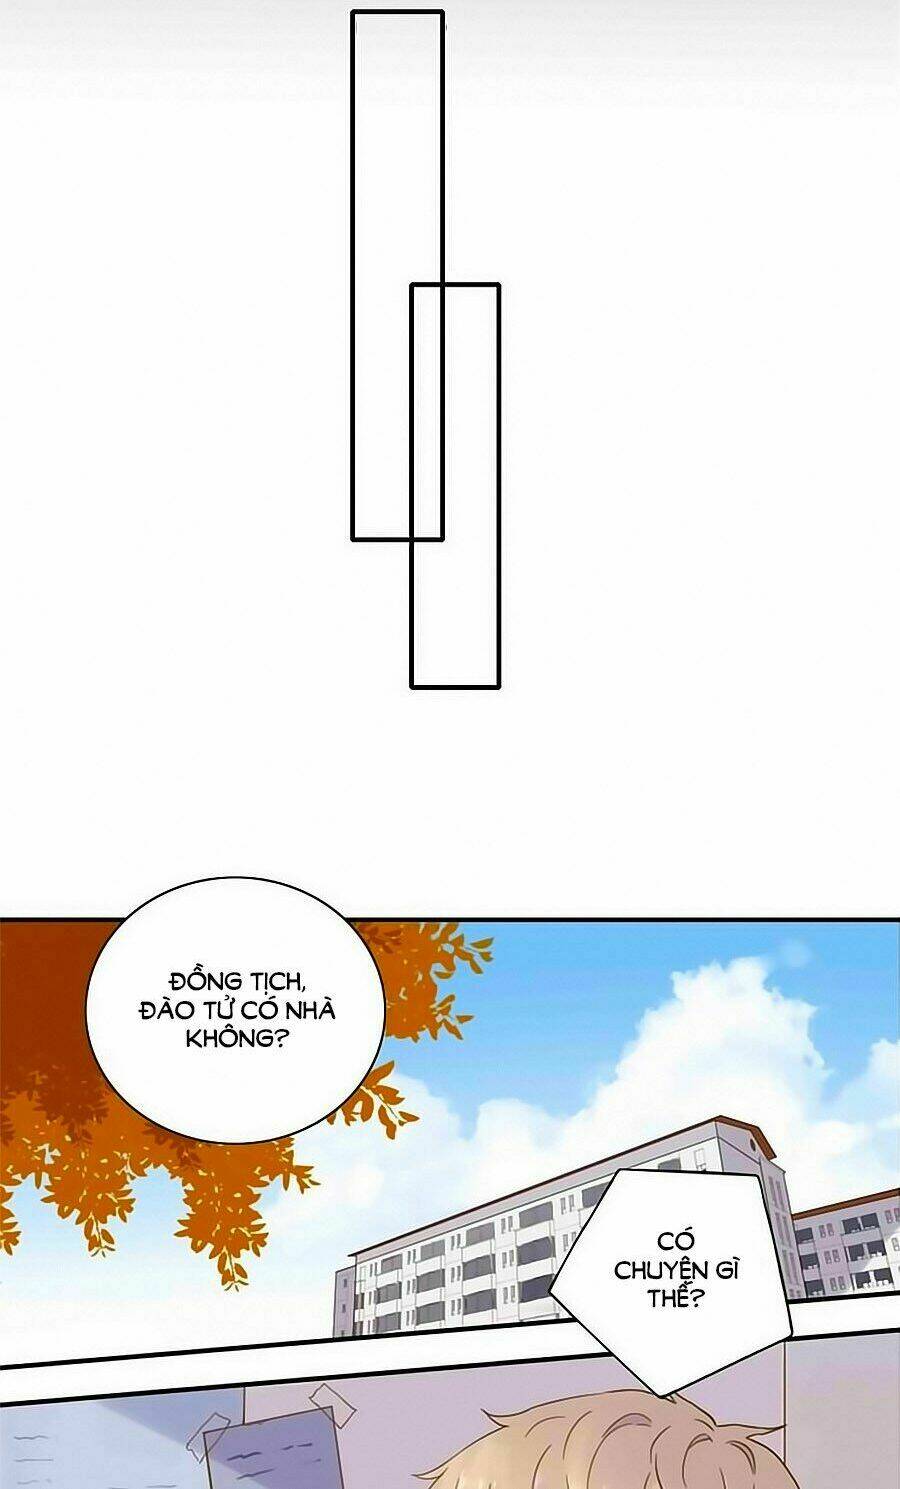 ĐỒNG TỊCH,
ĐÀO TỬ CÓ NHÀ
KHÔNG?
CÓ
CHUYỆN GÌ
THẾ?